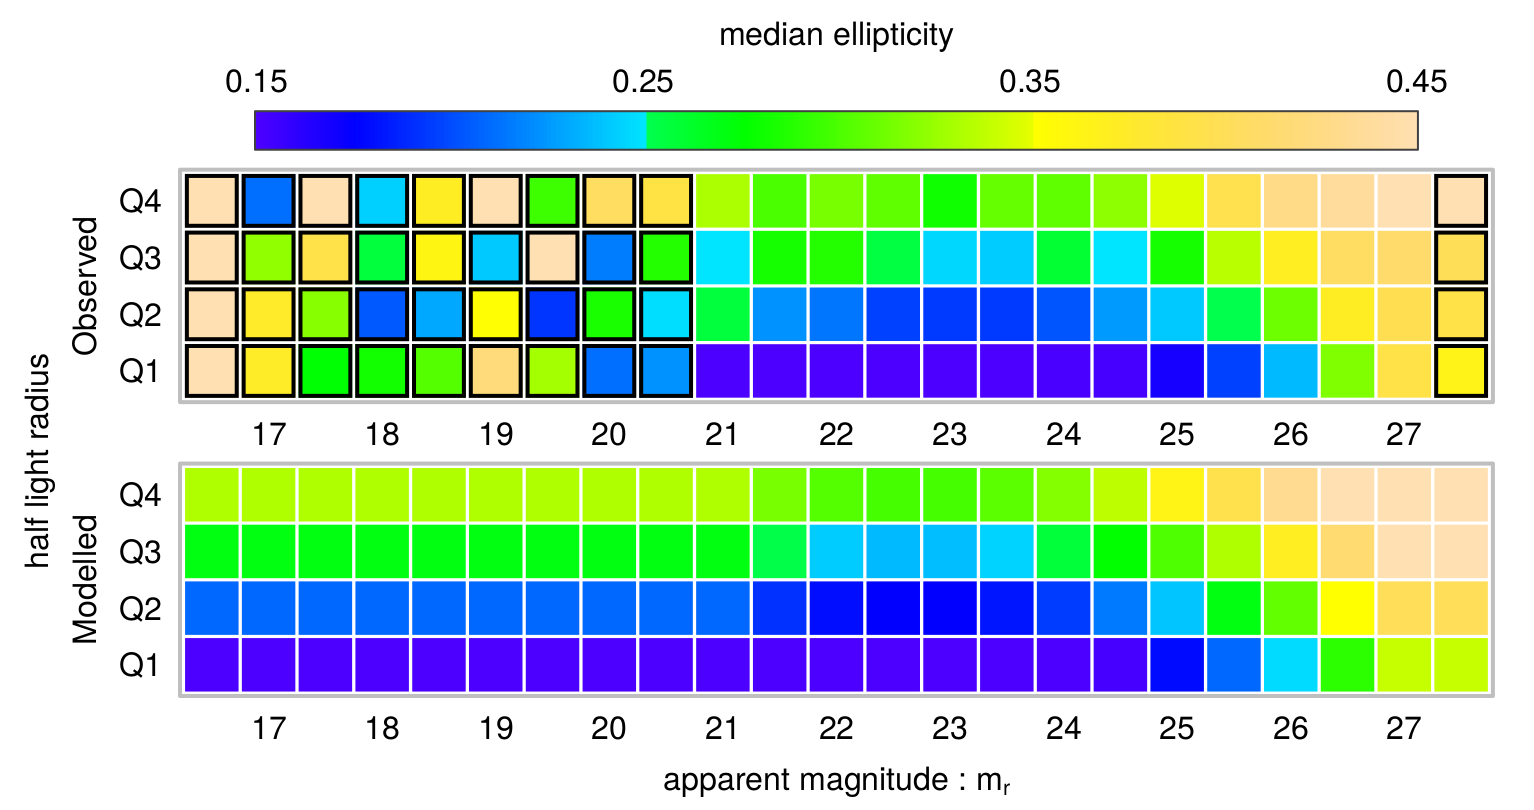 median ellipticity
0.15 0.25 0.35 0.45
half light radius
Observed
Q4
Q3
Q2
Q1
17 18 19 20 21 22 23 24 25 26 27
Modelled
Q4
Q3
Q2
Q1
17 18 19 20 21 22 23 24 25 26 27
apparent magnitude : mᵣ